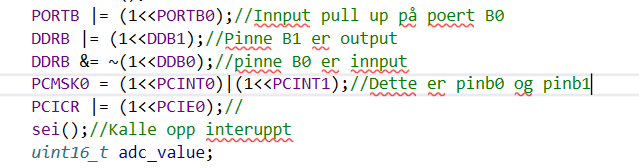 PORTB |= (1<<PORTB0);//Innput pull up på poert B0
DDRB |= (1<<DDB1);//Pinne B1 er output
DDRB &= ~(1<<DDB0);//pinne B0 er innput
PCMSK0 = (1<<PCINT0)|(1<<PCINT1);//Dette er pinb0 og pinb1
PCICR |= (1<<PCIE0);//
sei();//Kalle opp interuppt
uint16_t adc_value;